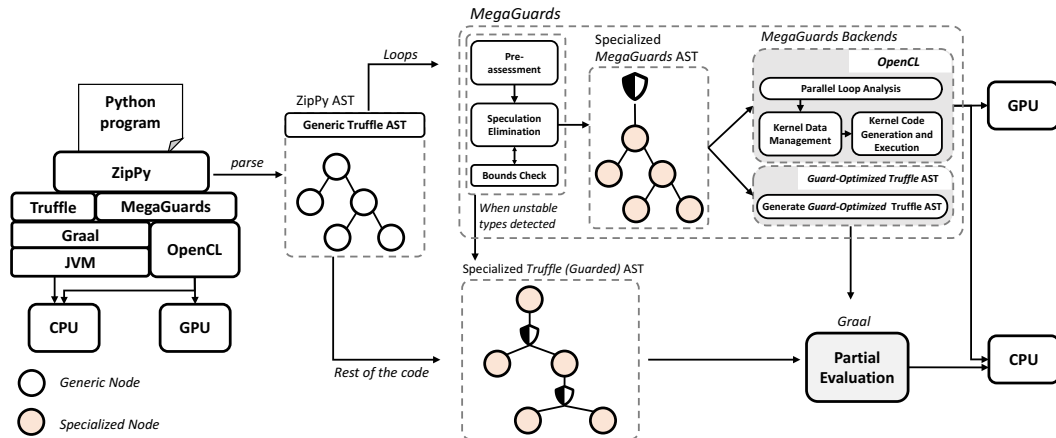 MegaGuards
Loops
Pre-
assessment
Speculation
Elimination
Bounds Check
Specialized
MegaGuards AST
MegaGuards Backends
OpenCL
Parallel Loop Analysis
Kernel Data
Management
Kernel Code
Generation and
Execution
Guard-Optimized Truffle AST
Generate Guard-Optimized Truffle AST
GPU
Python
program
ZipPy
Truffle
MegaGuards
Graal
OpenCL
JVM
CPU
GPU
parse
ZipPy AST
Generic Truffle AST
When unstable
types detected
Specialized Truffle (Guarded) AST
Rest of the code
Graal
Partial
Evaluation
CPU
Generic Node
Specialized Node